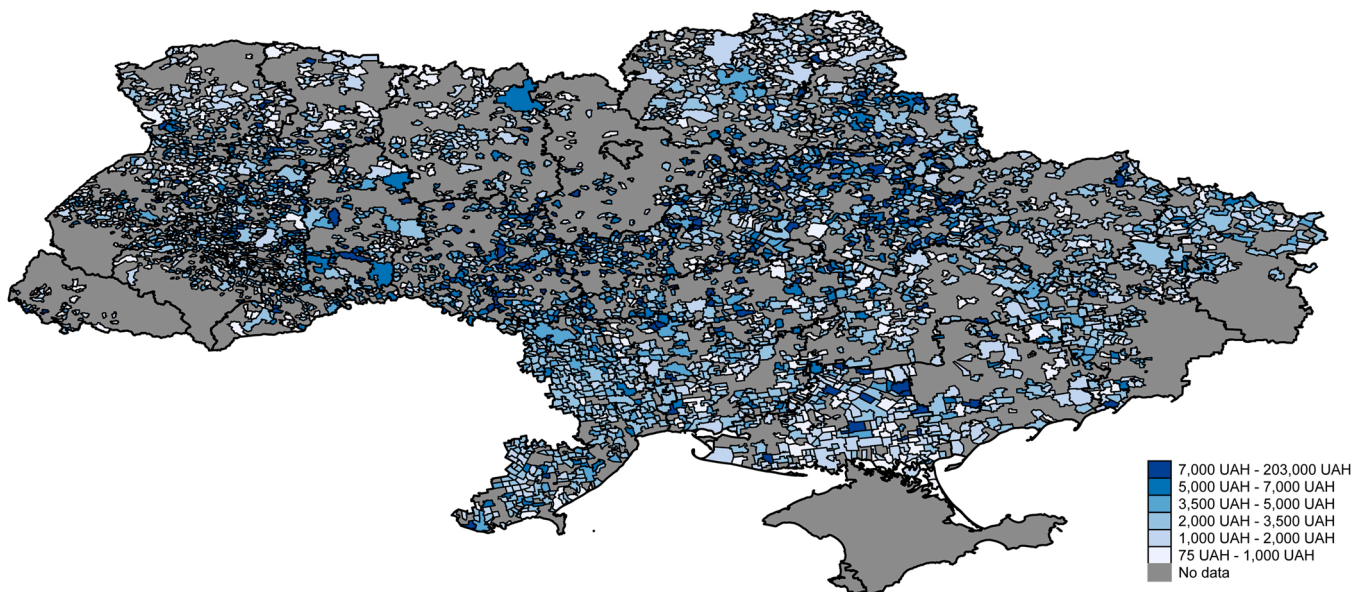 7,000 UAH - 203,000 UAH
5,000 UAH - 7,000 UAH
3,500 UAH - 5,000 UAH
2,000 UAH - 3,500 UAH
1,000 UAH - 2,000 UAH
75 UAH - 1,000 UAH
No data